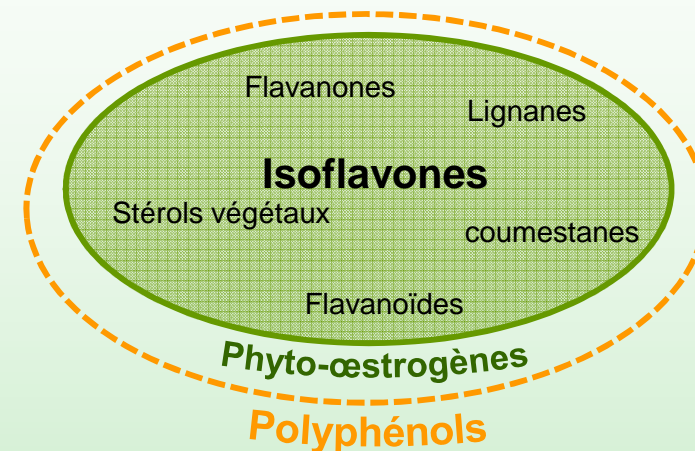 Flavanones
Lignanes
Isoflavones
Stérols végétaux
coumestanes
Flavanoïdes
Phyto-œstrogènes
Polyphénols